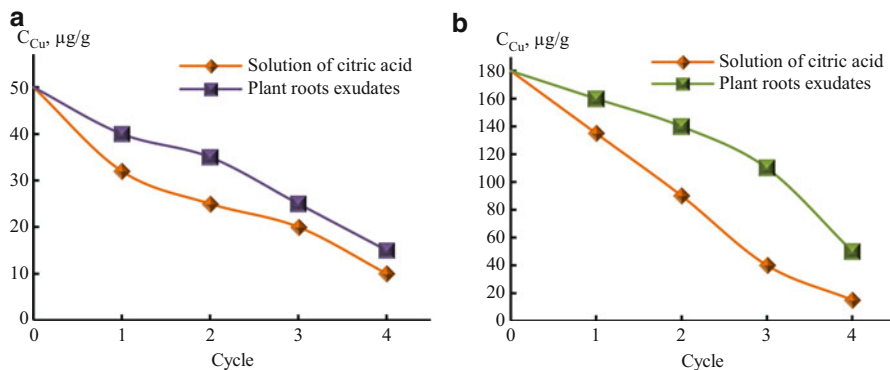 a
C_Cu, µg/g
Solution of citric acid
Plant roots exudates
50
40
30
20
10
0
0 1 2 3 4
Cycle
b
C_Cu, µg/g
Solution of citric acid
Plant roots exudates
180
160
140
120
100
80
60
40
20
0
0 1 2 3 4
Cycle